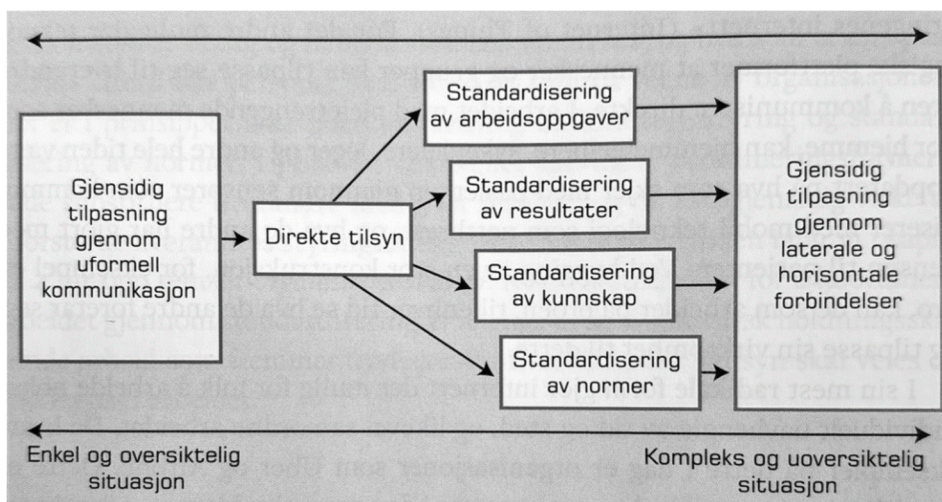 Gjensidig
tilpasning
gjennom
uformell
kommunikasjon
Direkte tilsyn
Standardisering
av arbeidsoppgaver
Standardisering
av resultater
Standardisering
av kunnskap
Standardisering
av normer
Gjensidig
tilpasning
gjennom
laterale og
horisontale
forbindelser
Enkel og oversiktelig
situasjon
Kompleks og uoversiktelig
situasjon